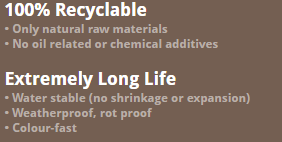 100% Recyclable
• Only natural raw materials
• No oil related or chemical additives
Extremely Long Life
• Water stable (no shrinkage or expansion)
• Weatherproof, rot proof
• Colour-fast